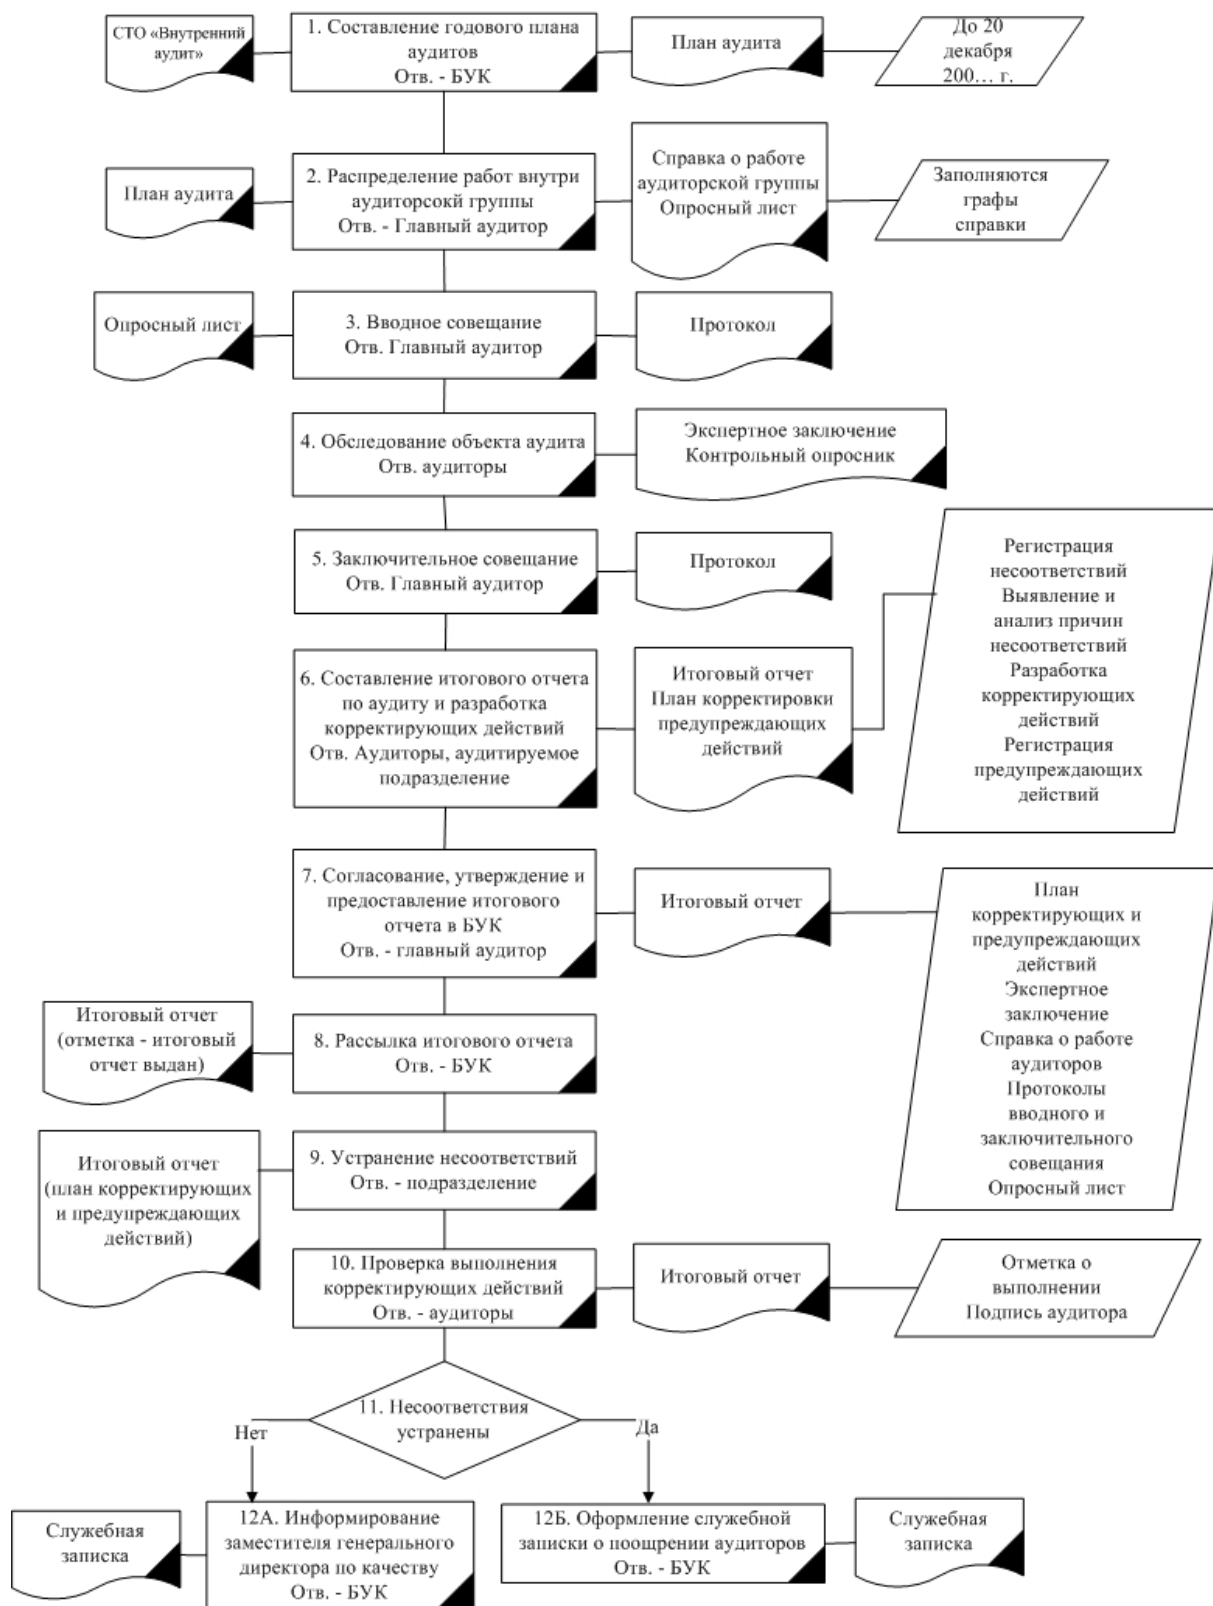 СТО «Внутренний
аудит»
1. Составление годового плана
аудитов
Отв. - БУК
План аудита
До 20
декабря
200... г.
План аудита
2. Распределение работ внутри
аудиторсокй группы
Отв. - Главный аудитор
Справка о работе
аудиторской группы
Опросный лист
Заполняются
графы
справки
Опросный лист
3. Вводное совещание
Отв. Главный аудитор
Протокол
4. Обследование объекта аудита
Отв. аудиторы
Экспертное заключение
Контрольный опросник
5. Заключительное совещание
Отв. Главный аудитор
Протокол
6. Составление итогового отчета
по аудиту и разработка
корректирующих действий
Отв. Аудиторы, аудитируемое
подразделение
Итоговый отчет
План корректировки
предупреждающих
действий
Регистрация
несоответствий
Выявление и
анализ причин
несоответствий
Разработка
корректирующих
действий
Регистрация
предупреждающих
действий
7. Согласование, утверждение и
предоставление итогового
отчета в БУК
Отв. - главный аудитор
Итоговый отчет
План
корректирующих и
предупреждающих
действий
Экспертное
заключение
Справка о работе
аудиторов
Протоколы
вводного и
заключительного
совещания
Опросный лист
Итоговый отчет
(отметка - итоговый
отчет выдан)
8. Рассылка итогового отчета
Отв. - БУК
Итоговый отчет
(план корректирующих
и предупреждающих
действий)
9. Устранение несоответствий
Отв. - подразделение
10. Проверка выполнения
корректирующих действий
Отв. - аудиторы
Итоговый отчет
Отметка о
выполнении
Подпись аудитора
11. Несоответствия
устранены
Нет
Да
Служебная
записка
12А. Информирование
заместителя генерального
директора по качеству
Отв. - БУК
12Б. Оформление служебной
записки о поощрении аудиторов
Отв. - БУК
Служебная
записка